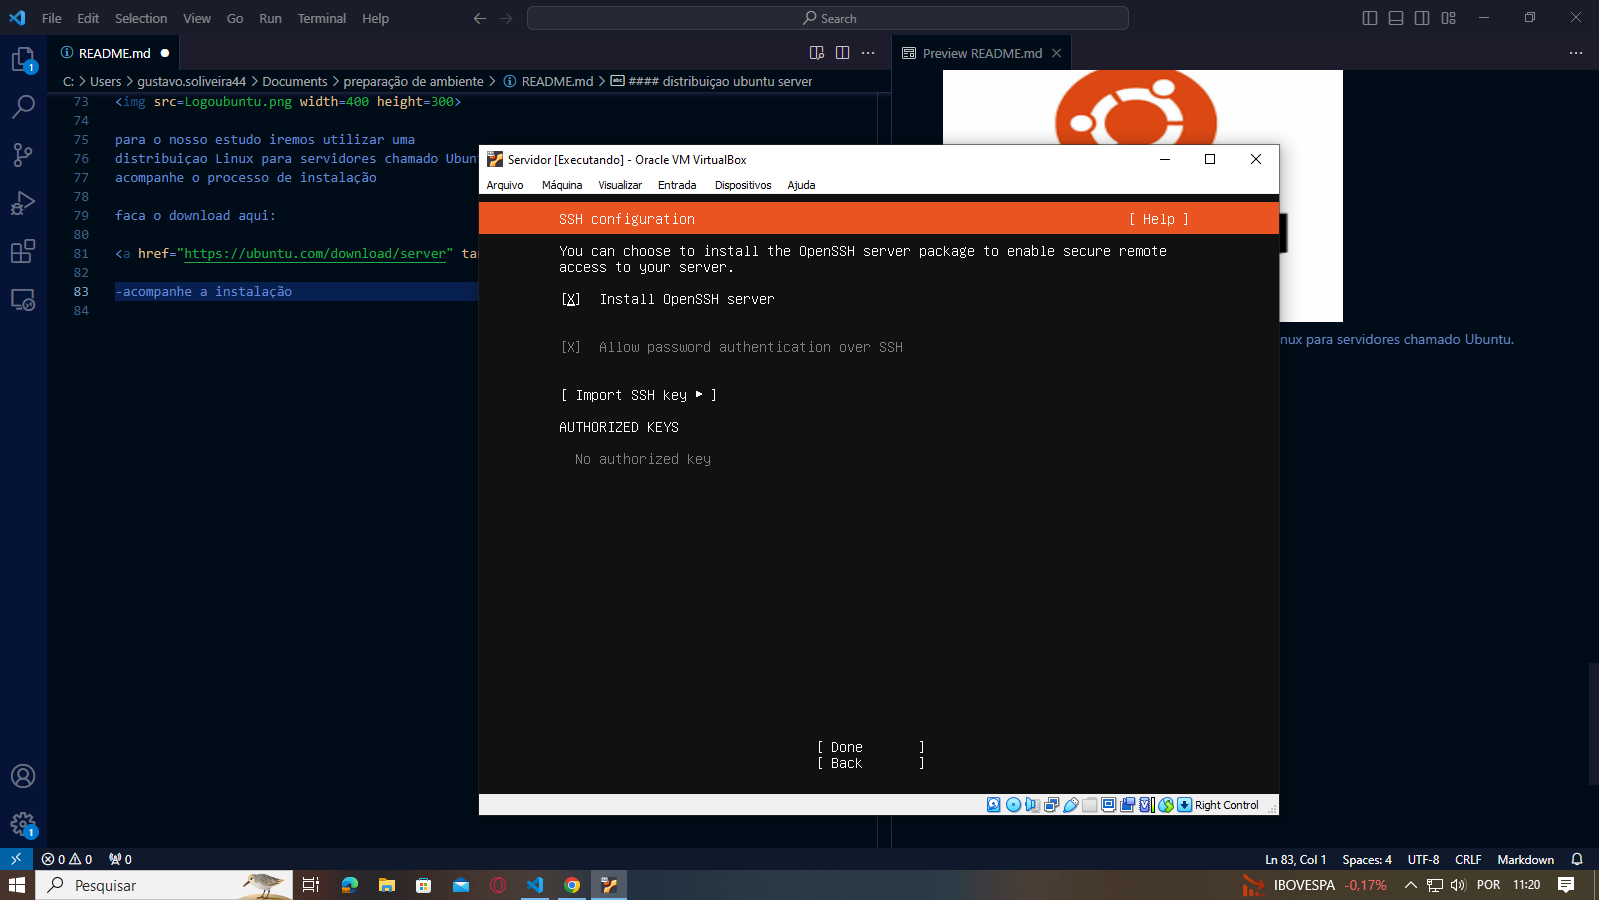 File Edit Selection View Go Run Terminal Help
Search
README.md
Preview README.md
C: > Users > gustavo.soliveira44 > Documents > preparação de ambiente > README.md > #### distribuiçao ubuntu server
73 <img src=Logoubuntu.png width=400 height=300>
74
75 para o nosso estudo iremos utilizar uma
76 distribuiçao Linux para servidores chamado Ubunt
77 acompanhe o processo de instalação
78
79 faca o download aqui:
80
81 <a href="https://ubuntu.com/download/server" tar
82
83 -acompanhe a instalação
84
nux para servidores chamado Ubuntu.
Servidor [Executando] - Oracle VM VirtualBox
Arquivo Máquina Visualizar Entrada Dispositivos Ajuda
SSH configuration [ Help ]
You can choose to install the OpenSSH server package to enable secure remote
access to your server.
[X] Install OpenSSH server
[X] Allow password authentication over SSH
[ Import SSH key ► ]
AUTHORIZED KEYS
No authorized key
[ Done ]
[ Back ]
Right Control
1
1
0 0 0
Ln 83, Col 1 Spaces: 4 UTF-8 CRLF Markdown
Pesquisar
IBOVESPA -0,17% POR 11:20